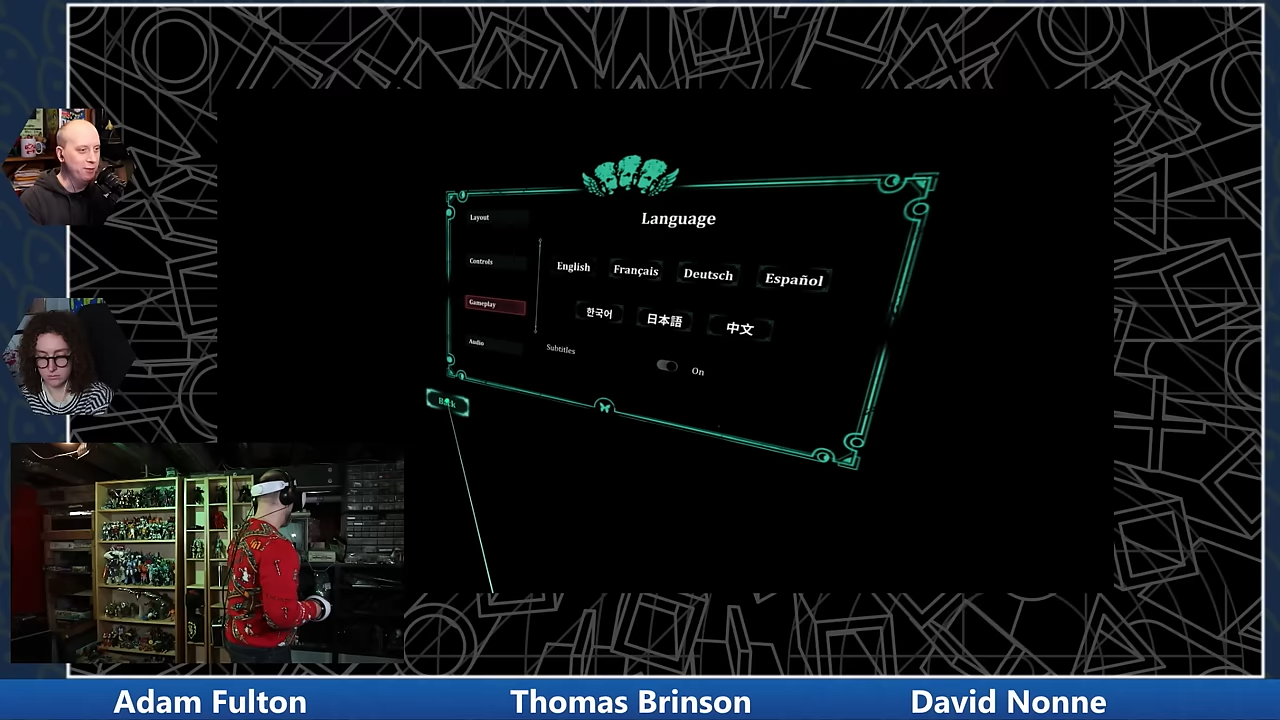 Language
Layout
Controls
Gameplay
Audio
English Français Deutsch Español
한국어 日本語 中文
Subtitles On
Back
Adam Fulton Thomas Brinson David Nonne